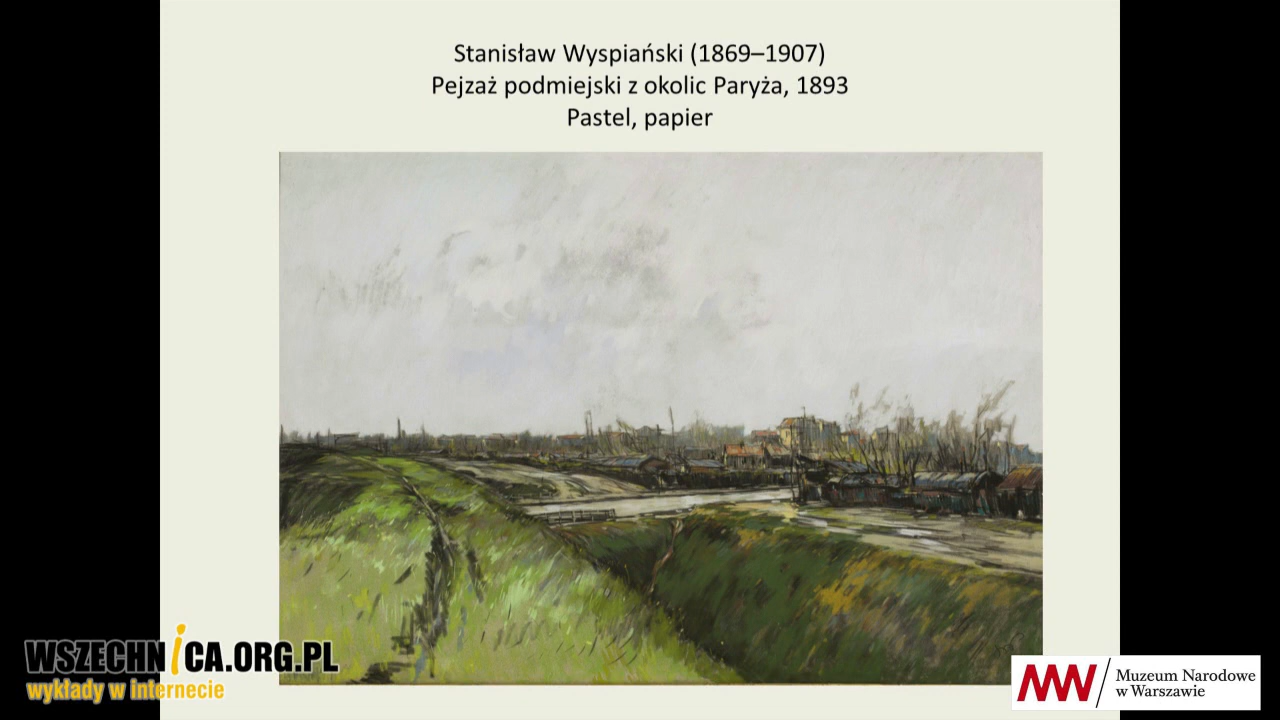 Stanisław Wyspiański (1869–1907)
Pejzaż podmiejski z okolic Paryża, 1893
Pastel, papier
WSZECHNiCA.ORG.PL
wykłady w internecie
MNW
Muzeum Narodowe
w Warszawie